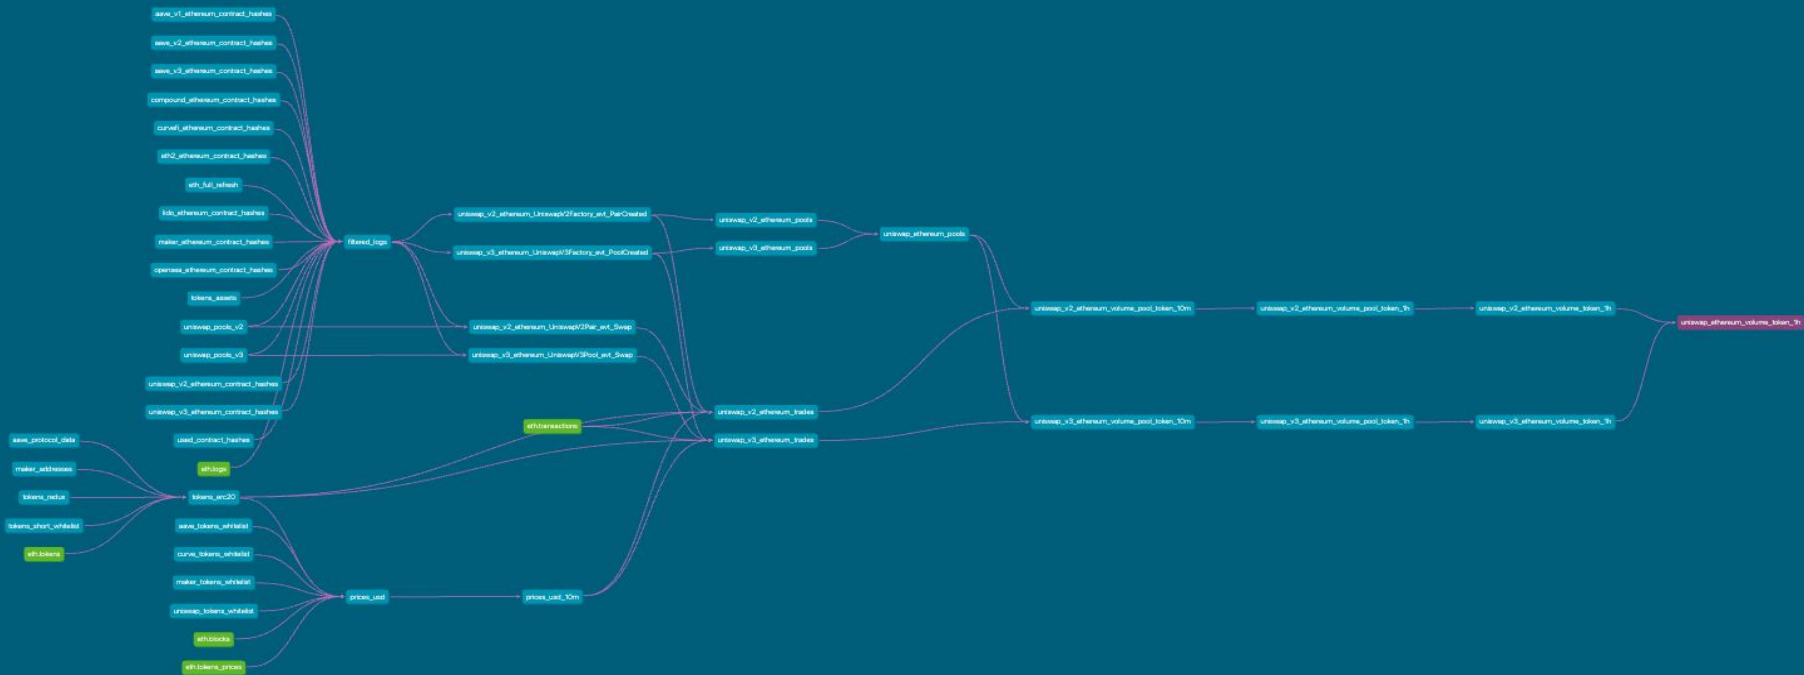 aave_v1_ethereum_contract_hashes
aave_v2_ethereum_contract_hashes
aave_v3_ethereum_contract_hashes
compound_ethereum_contract_hashes
curvefi_ethereum_contract_hashes
eth2_ethereum_contract_hashes
eth_full_refresh
lido_ethereum_contract_hashes
maker_ethereum_contract_hashes
opensea_ethereum_contract_hashes
tokens_assets
uniswap_pools_v2
uniswap_pools_v3
uniswap_v2_ethereum_contract_hashes
uniswap_v3_ethereum_contract_hashes
used_contract_hashes
eth.logs
aave_protocol_data
maker_addresses
tokens_short_whitelist
eth.tokens
tokens_erc20
aave_tokens_whitelist
curve_tokens_whitelist
maker_tokens_whitelist
uniswap_tokens_whitelist
eth.blocks
eth.tokens_prices
filtered_logs
prices_usd
uniswap_v2_ethereum_UniswapV2Factory_evt_PairCreated
uniswap_v3_ethereum_UniswapV3Factory_evt_PoolCreated
uniswap_v2_ethereum_UniswapV2Pair_evt_Swap
uniswap_v3_ethereum_UniswapV3Pool_evt_Swap
eth.transactions
prices_usd_10m
uniswap_v2_ethereum_pools
uniswap_v3_ethereum_pools
uniswap_v2_ethereum_trades
uniswap_v3_ethereum_trades
uniswap_ethereum_pools
uniswap_v2_ethereum_volume_pool_token_10m
uniswap_v3_ethereum_volume_pool_token_10m
uniswap_v2_ethereum_volume_pool_token_1h
uniswap_v3_ethereum_volume_pool_token_1h
uniswap_v2_ethereum_volume_token_1h
uniswap_v3_ethereum_volume_token_1h
uniswap_ethereum_volume_token_1h